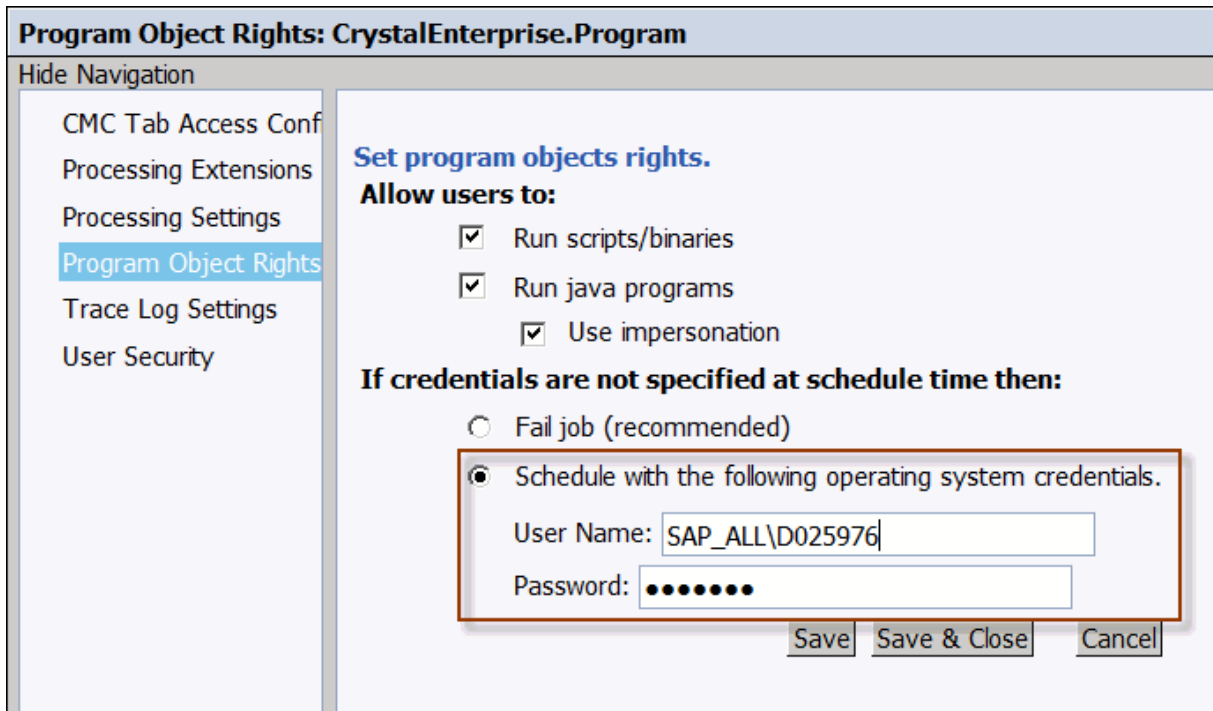 Program Object Rights: CrystalEnterprise.Program
Hide Navigation
CMC Tab Access Conf
Processing Extensions
Processing Settings
Program Object Rights
Trace Log Settings
User Security
Set program objects rights.
Allow users to:
Run scripts/binaries
Run java programs
Use impersonation
If credentials are not specified at schedule time then:
Fail job (recommended)
Schedule with the following operating system credentials.
User Name: SAP_ALL\D025976
Password: •••••••
Save Save & Close Cancel